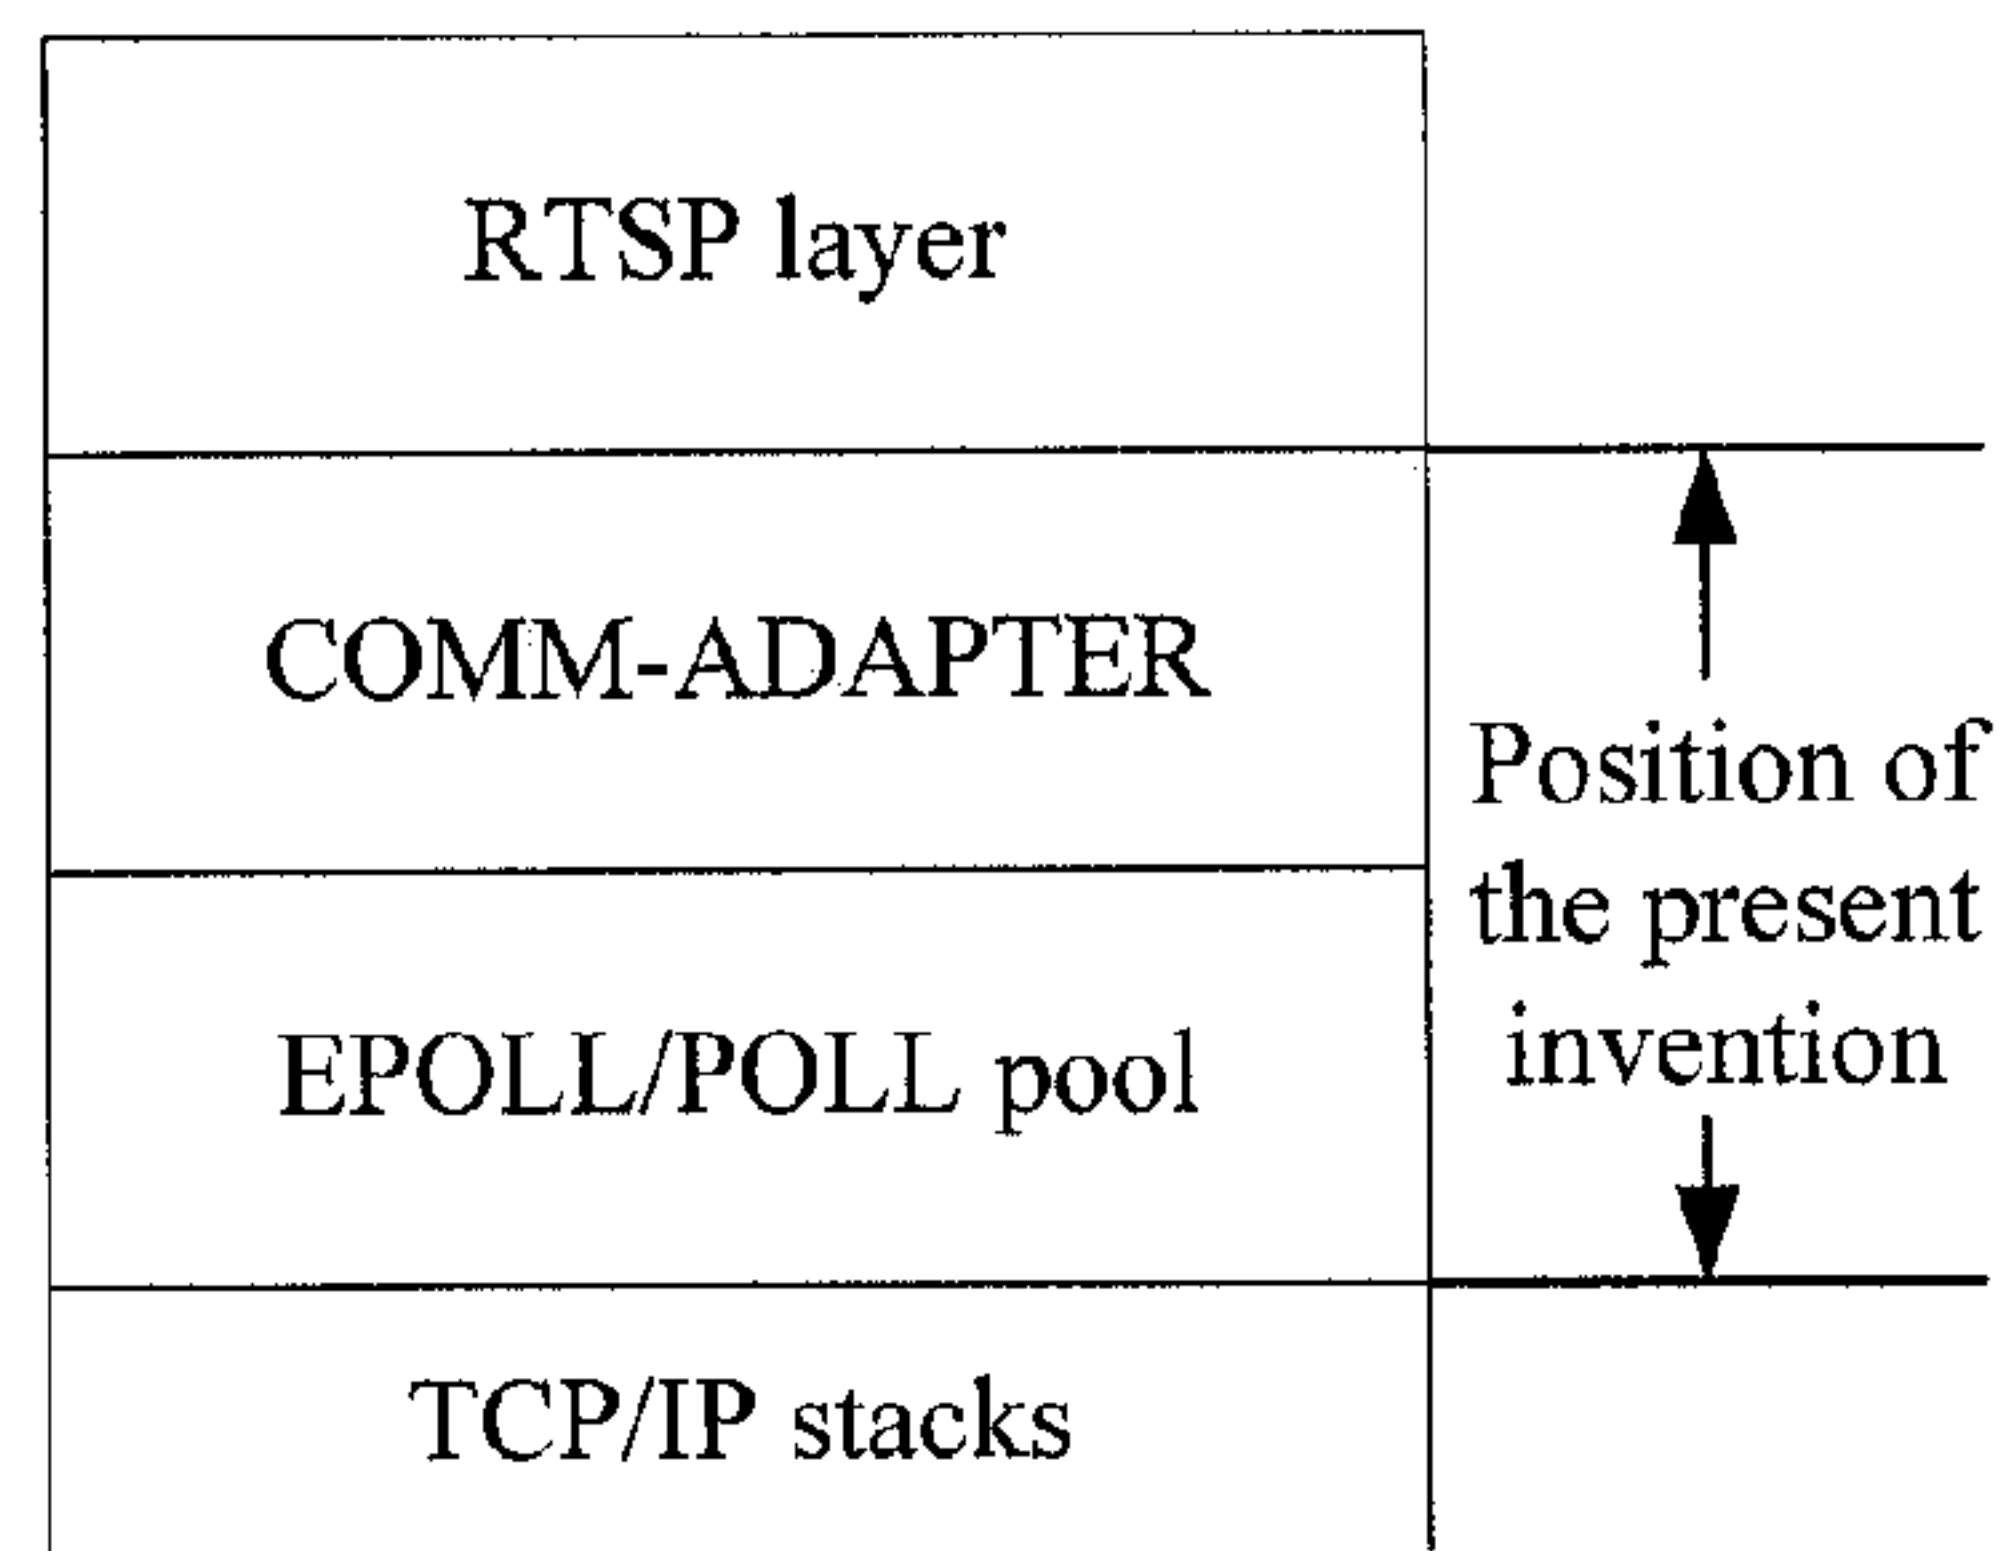 RTSP layer
COMM-ADAPTER
EPOLL/POLL pool
TCP/IP stacks
Position of
the present
invention